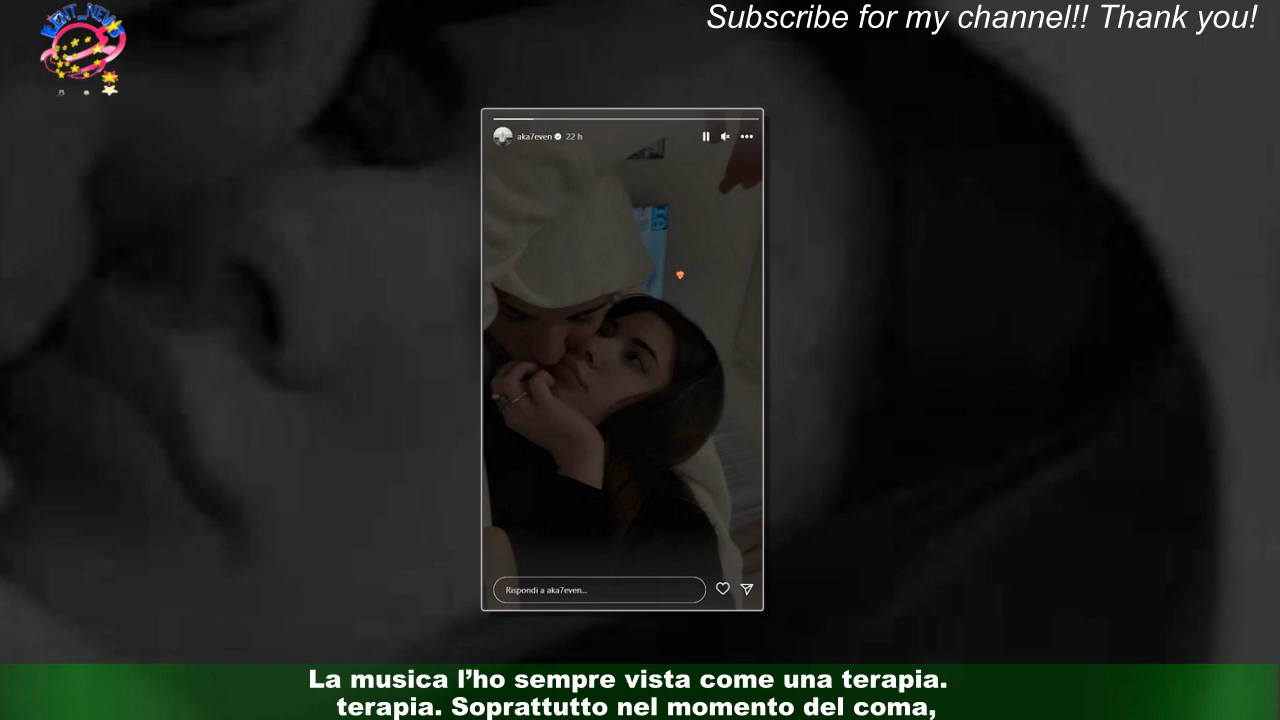 Subscribe for my channel!! Thank you!
aka7even 22 h
Rispondi a aka7even...
La musica l’ho sempre vista come una terapia.
terapia. Soprattutto nel momento del coma,